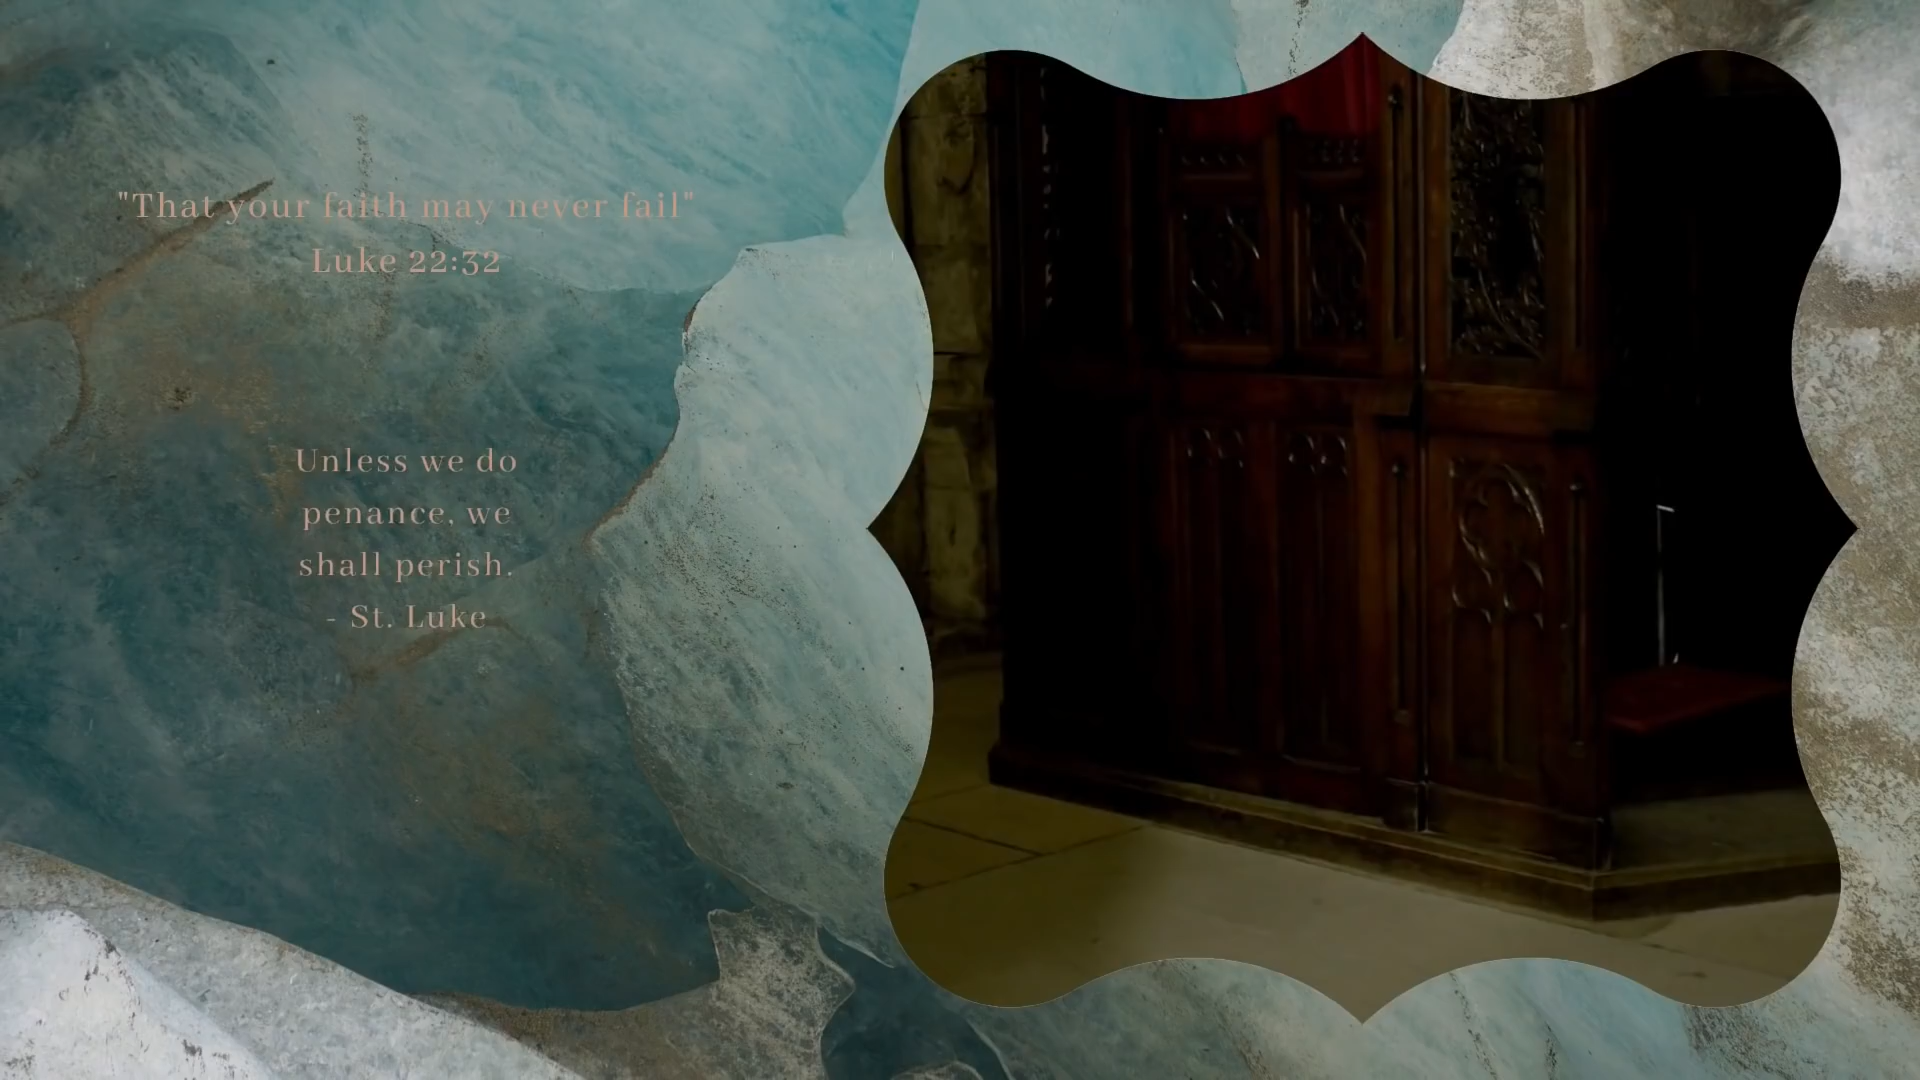 "That your faith may never fail"
Luke 22:32
Unless we do
penance, we
shall perish.
- St. Luke